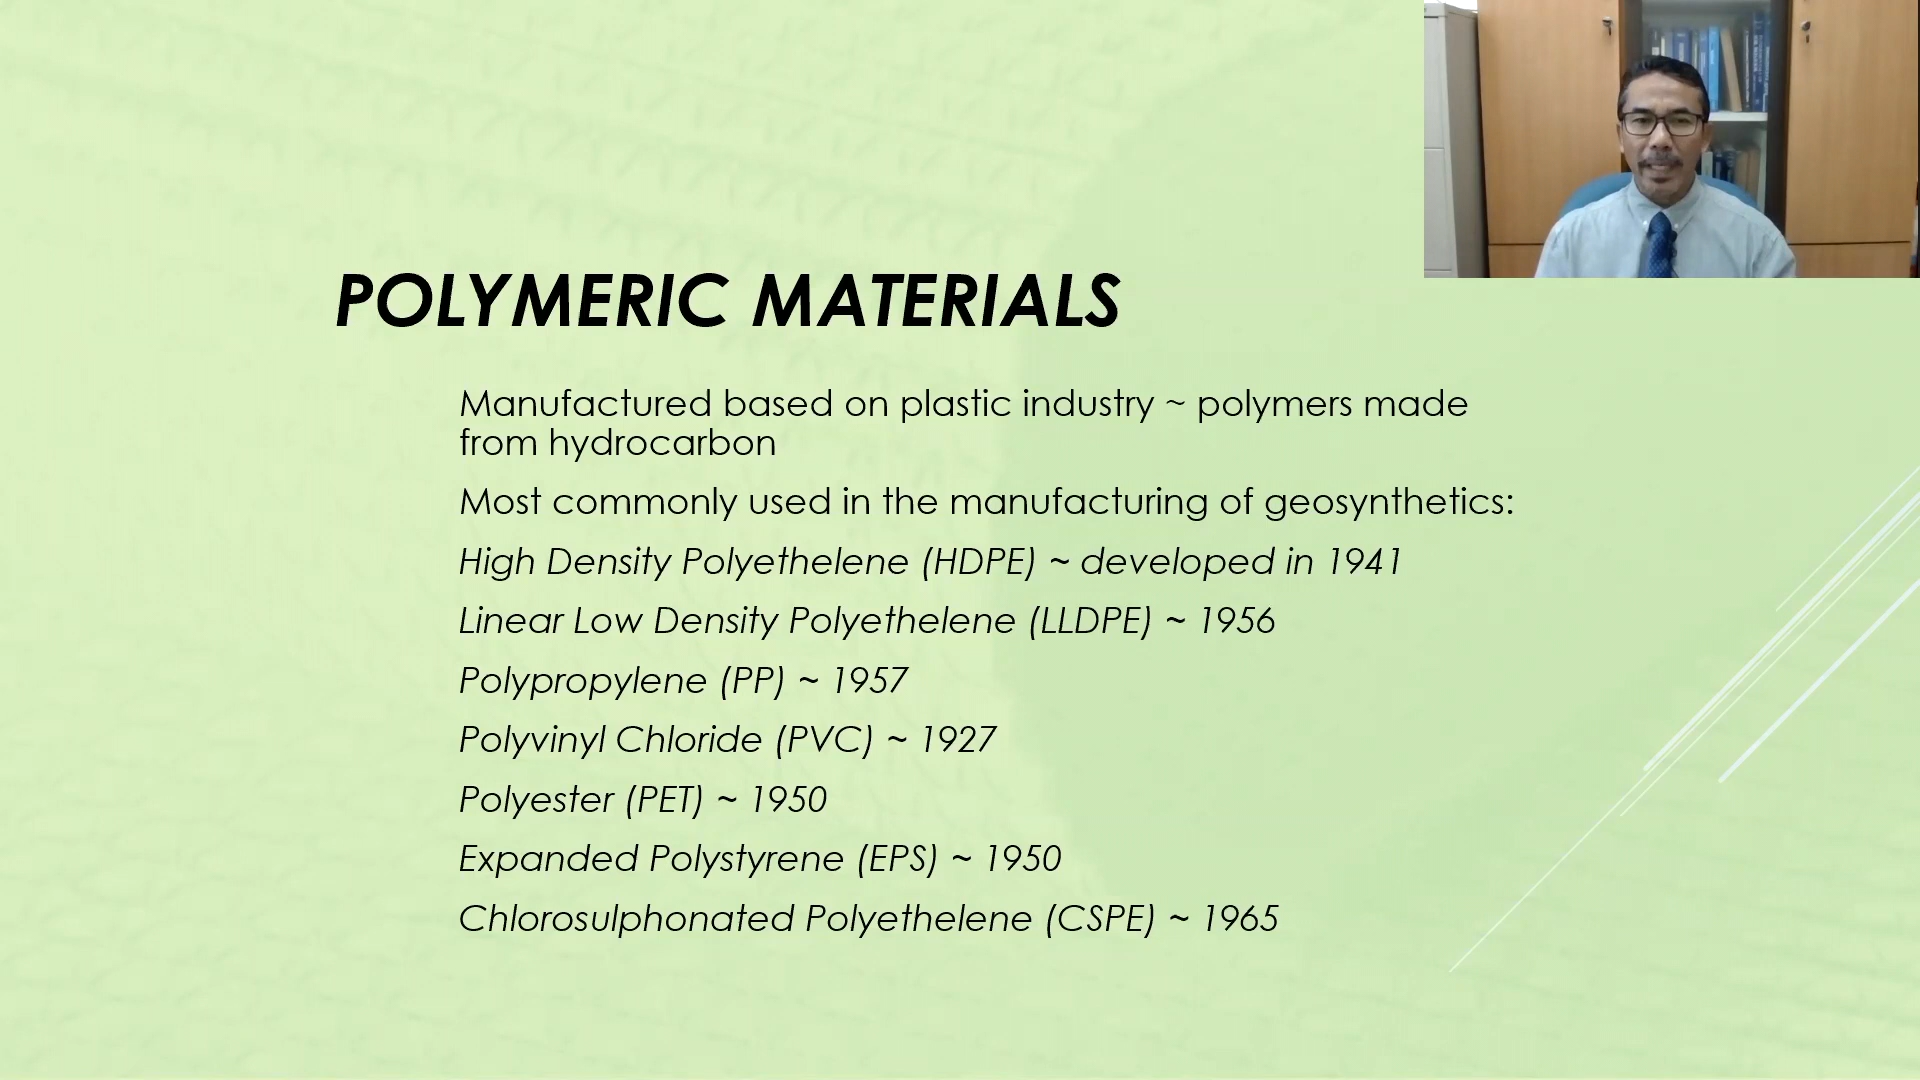 POLYMERIC MATERIALS
Manufactured based on plastic industry ~ polymers made
from hydrocarbon
Most commonly used in the manufacturing of geosynthetics:
High Density Polyethelene (HDPE) ~ developed in 1941
Linear Low Density Polyethelene (LLDPE) ~ 1956
Polypropylene (PP) ~ 1957
Polyvinyl Chloride (PVC) ~ 1927
Polyester (PET) ~ 1950
Expanded Polystyrene (EPS) ~ 1950
Chlorosulphonated Polyethelene (CSPE) ~ 1965